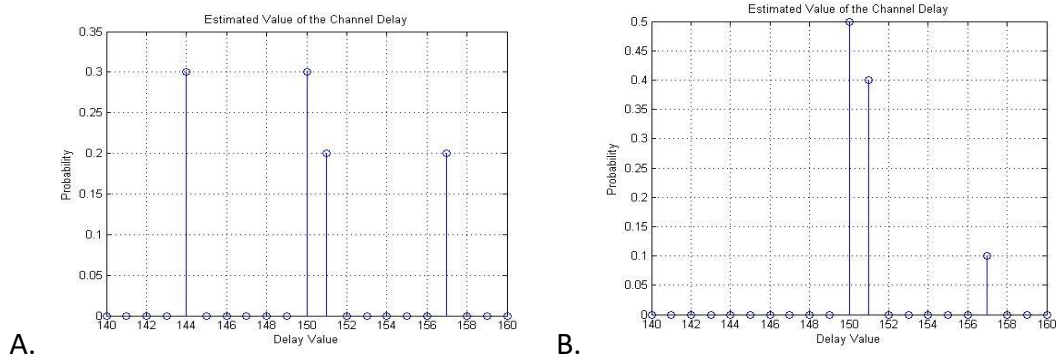 Estimated Value of the Channel Delay
0.35
0.3
0.25
0.2
0.15
0.1
0.05
0
Probability
140 142 144 146 148 150 152 154 156 158 160
Delay Value
A.
Estimated Value of the Channel Delay
0.5
0.45
0.4
0.35
0.3
0.25
0.2
0.15
0.1
0.05
0
Probability
140 142 144 146 148 150 152 154 156 158 160
Delay Value
B.